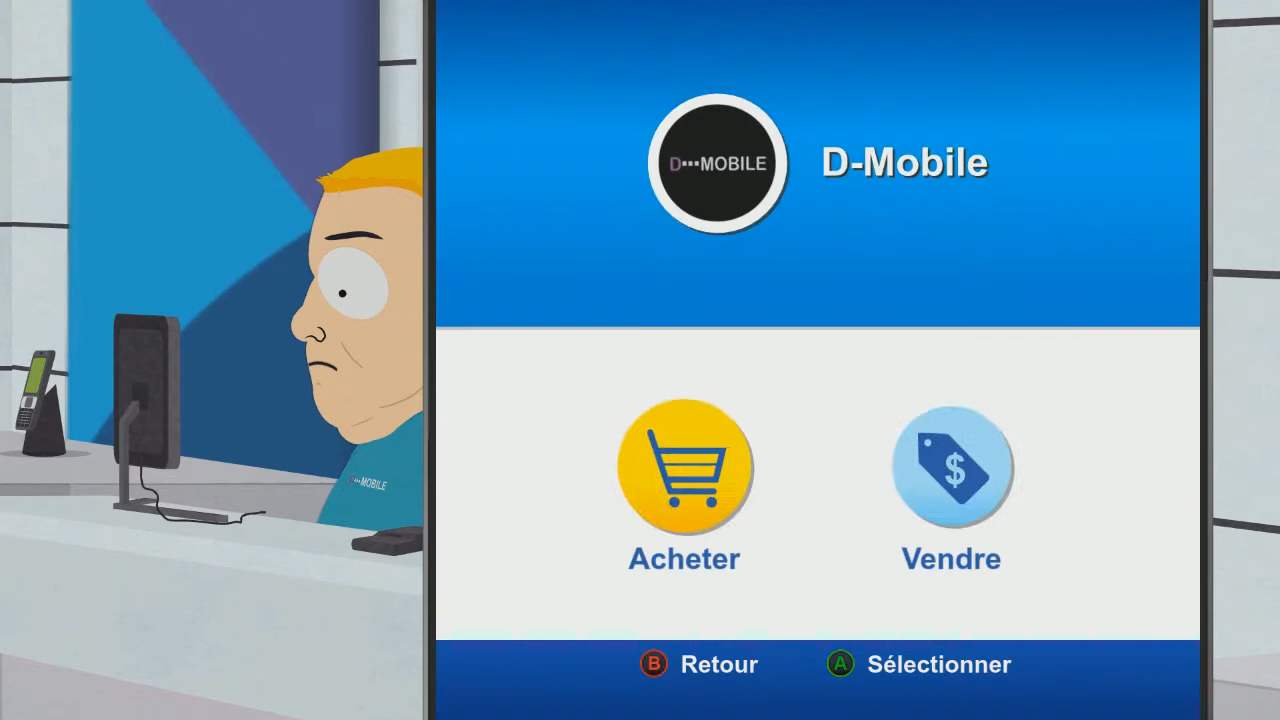 D···MOBILE
D-Mobile
Acheter
Vendre
D···MOBILE
$
B Retour
A Sélectionner